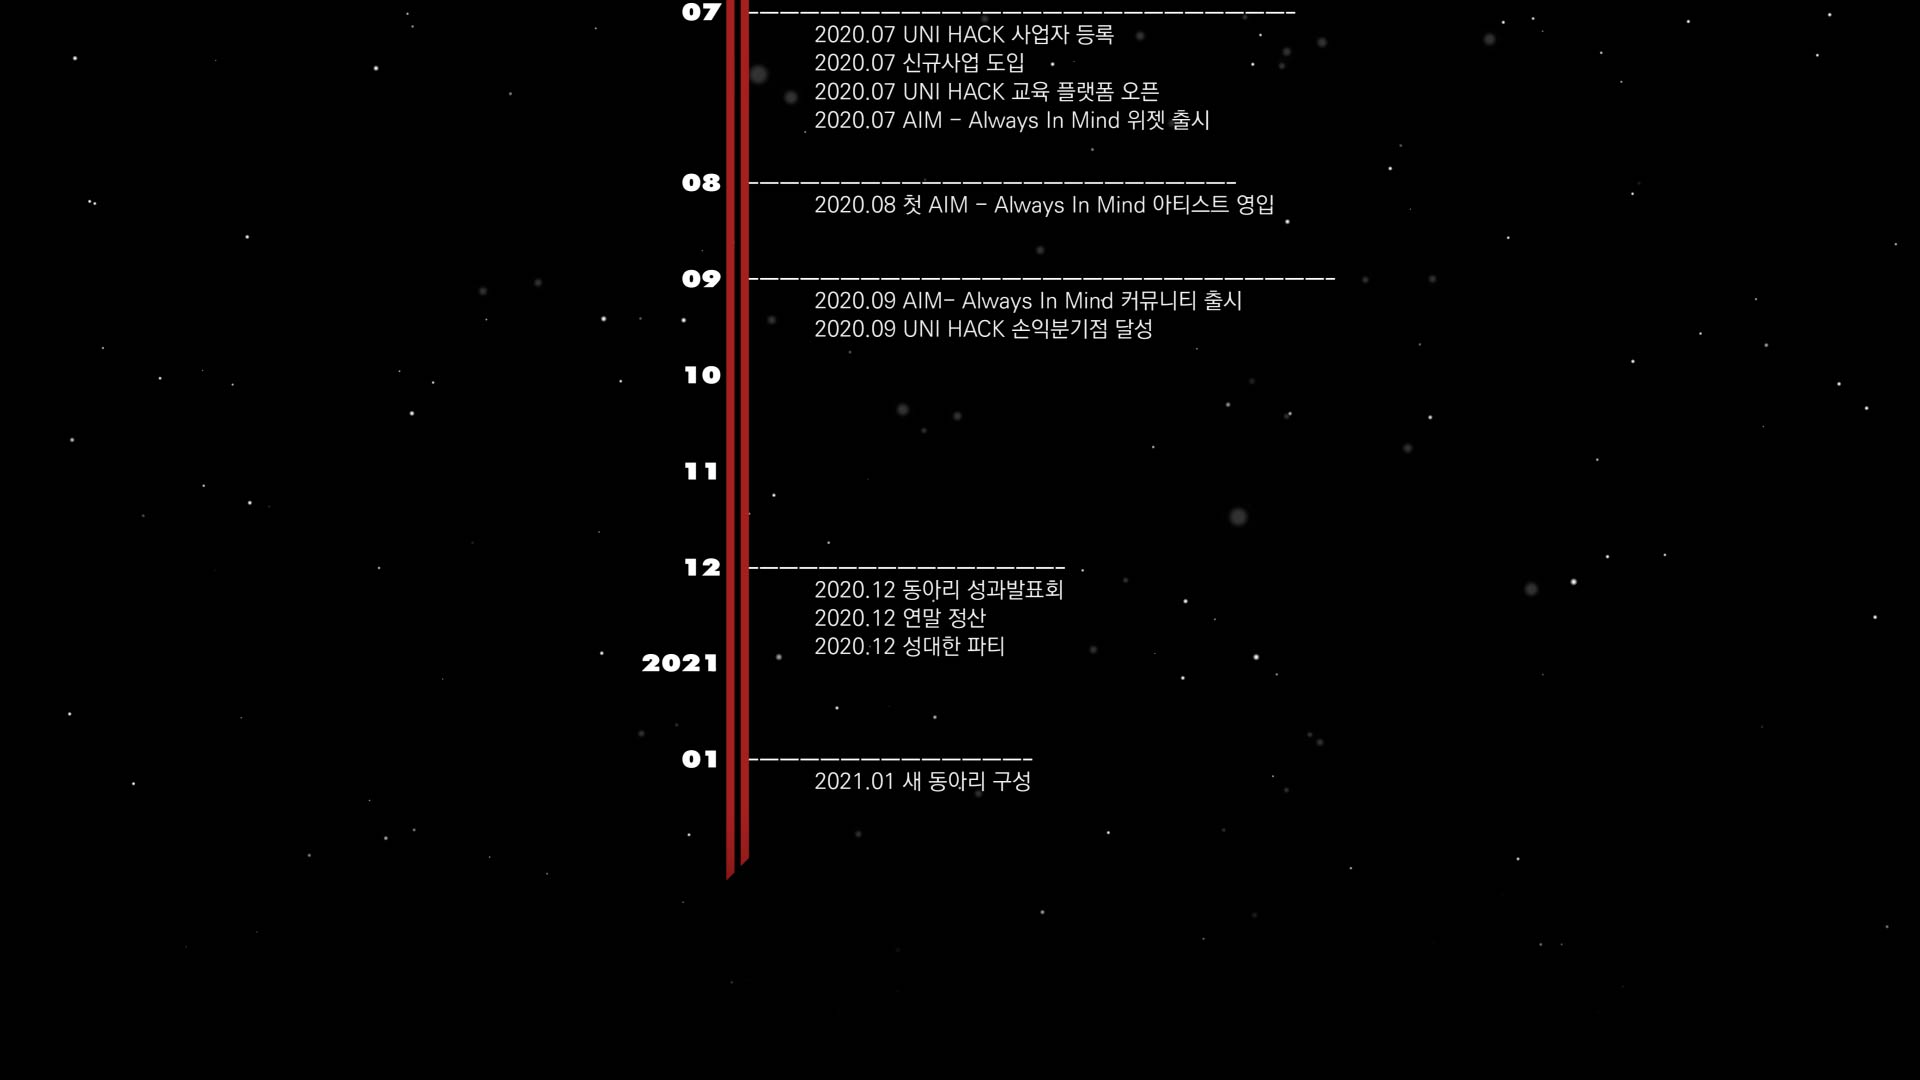 07
2020.07 UNI HACK 사업자 등록
2020.07 신규사업 도입
2020.07 UNI HACK 교육 플랫폼 오픈
2020.07 AIM - Always In Mind 위젯 출시
08
2020.08 첫 AIM - Always In Mind 아티스트 영입
09
2020.09 AIM- Always In Mind 커뮤니티 출시
2020.09 UNI HACK 손익분기점 달성
10
11
12
2020.12 동아리 성과발표회
2020.12 연말 정산
2020.12 성대한 파티
2021
01
2021.01 새 동아리 구성